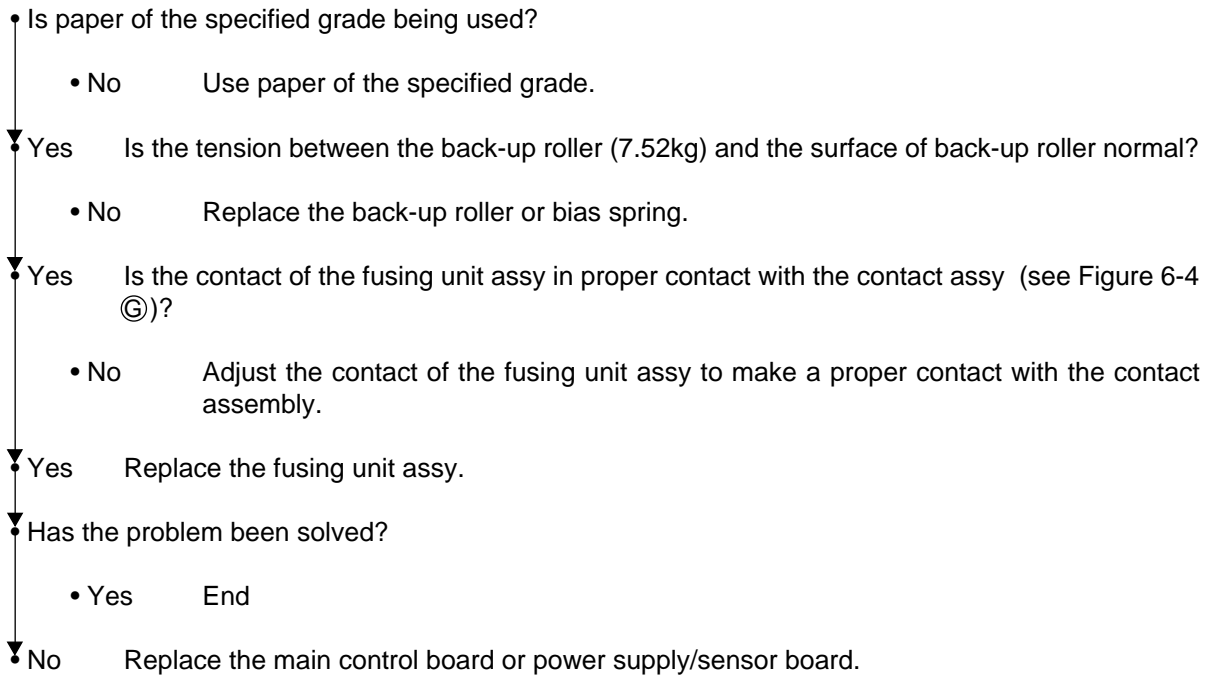 • Is paper of the specified grade being used?
• No Use paper of the specified grade.
• Yes Is the tension between the back-up roller (7.52kg) and the surface of back-up roller normal?
• No Replace the back-up roller or bias spring.
• Yes Is the contact of the fusing unit assy in proper contact with the contact assy (see Figure 6-4
Ⓖ)?
• No Adjust the contact of the fusing unit assy to make a proper contact with the contact
assembly.
• Yes Replace the fusing unit assy.
• Has the problem been solved?
• Yes End
• No Replace the main control board or power supply/sensor board.